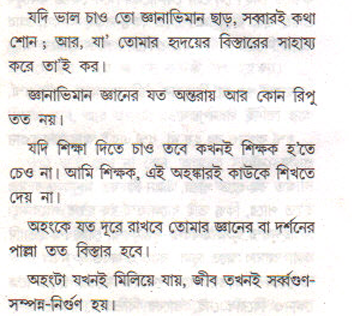 যদি ভাল চাও তো জ্ঞানাভিমান ছাড়, সব্বারই কথা
শোন ; আর, যা’ তোমার হৃদয়ের বিস্তারের সাহায্য
করে তা’ই কর।
জ্ঞানাভিমান জ্ঞানের যত অন্তরায় আর কোন রিপু
তত নয়।
যদি শিক্ষা দিতে চাও তবে কখনই শিক্ষক হ’তে
চেও না। আমি শিক্ষক, এই অহঙ্কারই কাউকে শিখতে
দেয় না।
অহংকে যত দূরে রাখবে তোমার জ্ঞানের বা দর্শনের
পাল্লা তত বিস্তার হবে।
অহংটা যখনই মিলিয়ে যায়, জীব তখনই সর্ব্বগুণ-
সম্পন্ন-নির্গুণ হয়।